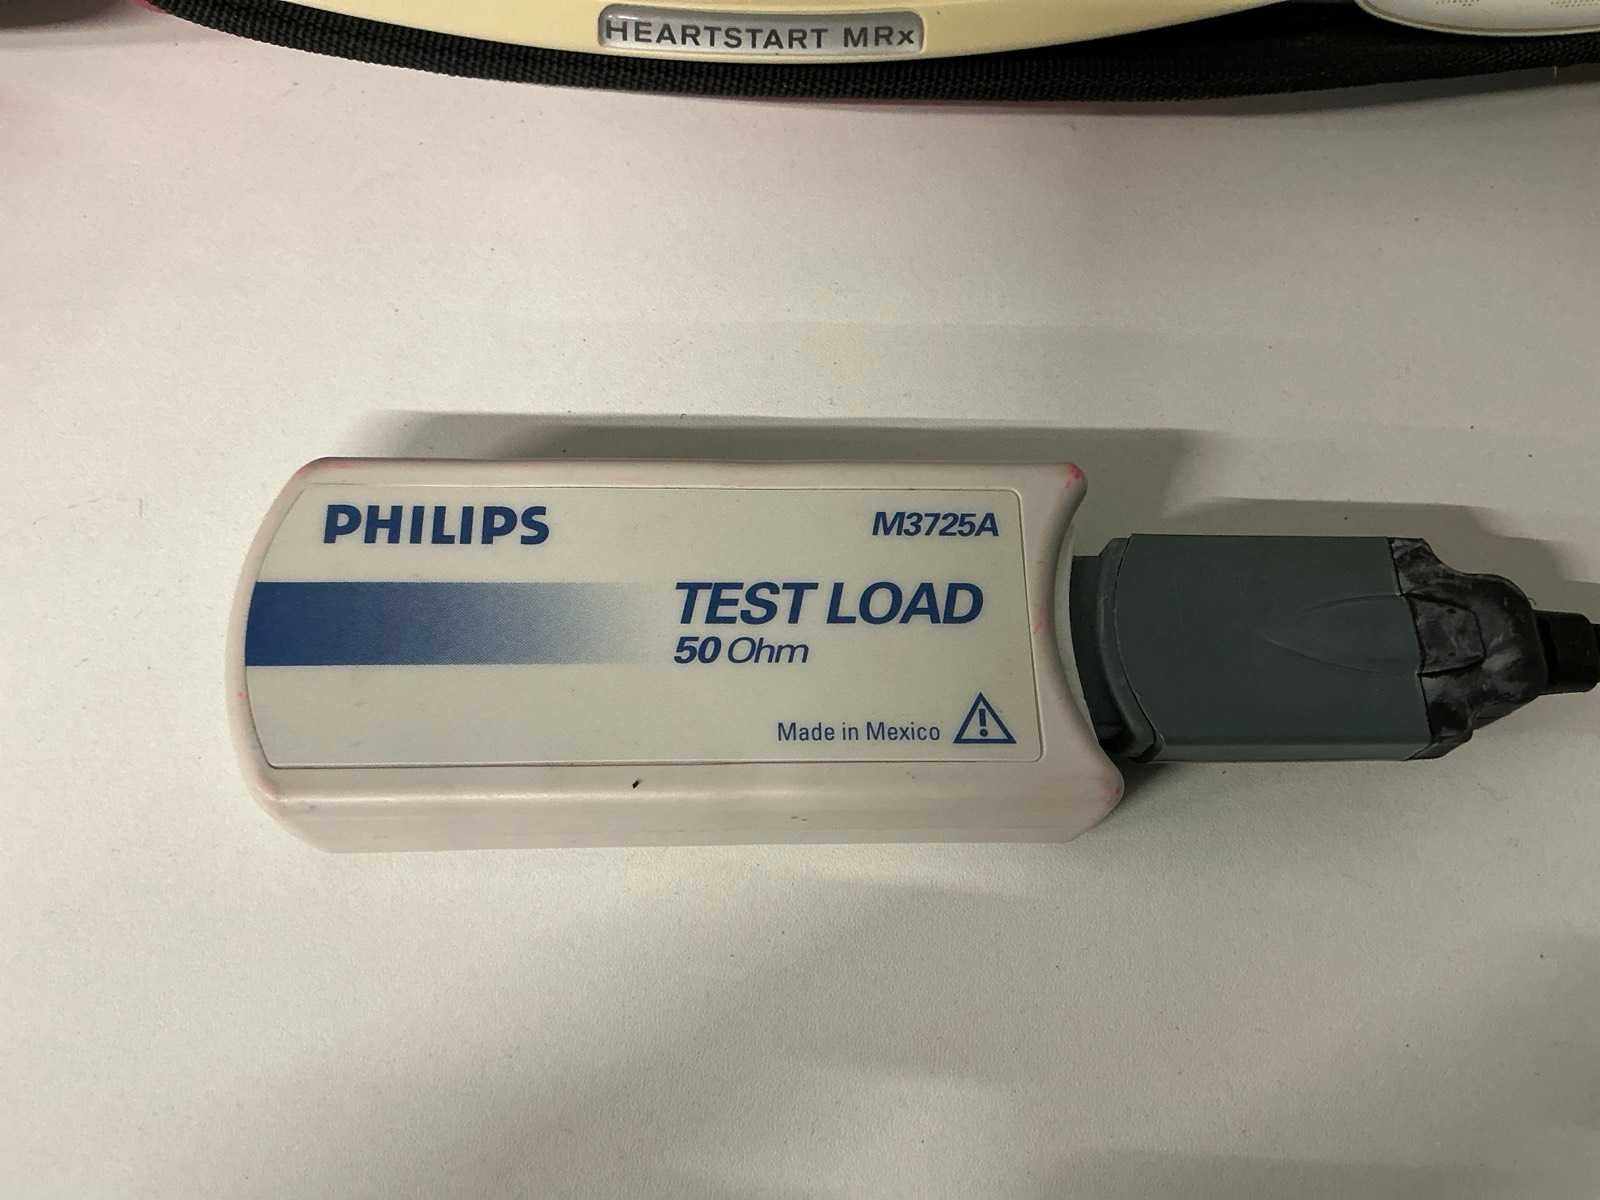 HEARTSTART MRx
PHILIPS
M3725A
TEST LOAD
50 Ohm
Made in Mexico